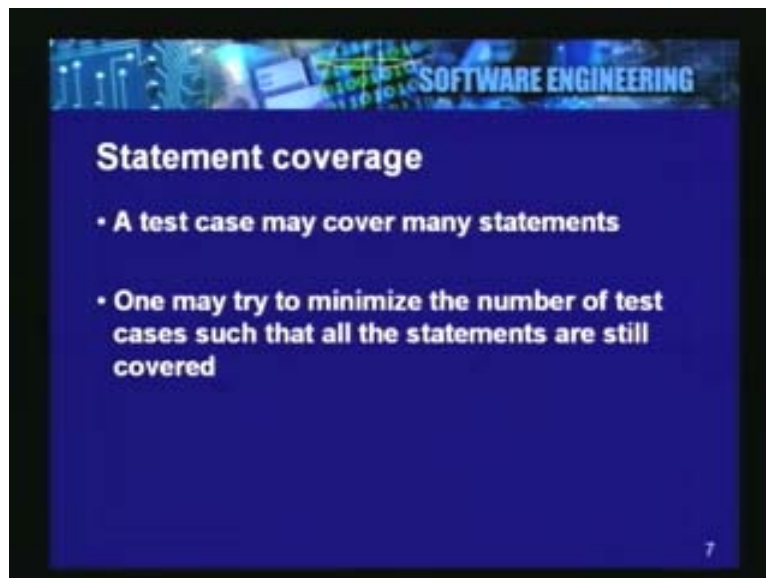 SOFTWARE ENGINEERING
Statement coverage
• A test case may cover many statements
• One may try to minimize the number of test
cases such that all the statements are still
covered
7